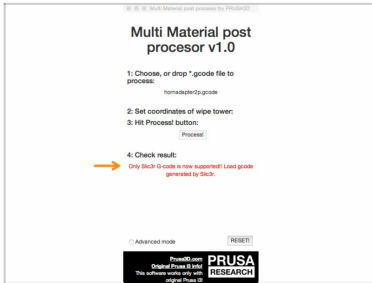 Multi Material post procesor by PRUSA3D
Multi Material post
procesor v1.0
1: Choose, or drop *.gcode file to
process:
hornadapter2p.gcode
2: Set coordinates of wipe tower:
3: Hit Process! button:
Process!
4: Check result:
Only Slic3r G-code is now supported!! Load gcode
generated by Slic3r.
Advanced mode
RESET!
Prusa3D.com
Original Prusa i3 info!
This software works only with
original Prusa i3!
PRUSA
RESEARCH